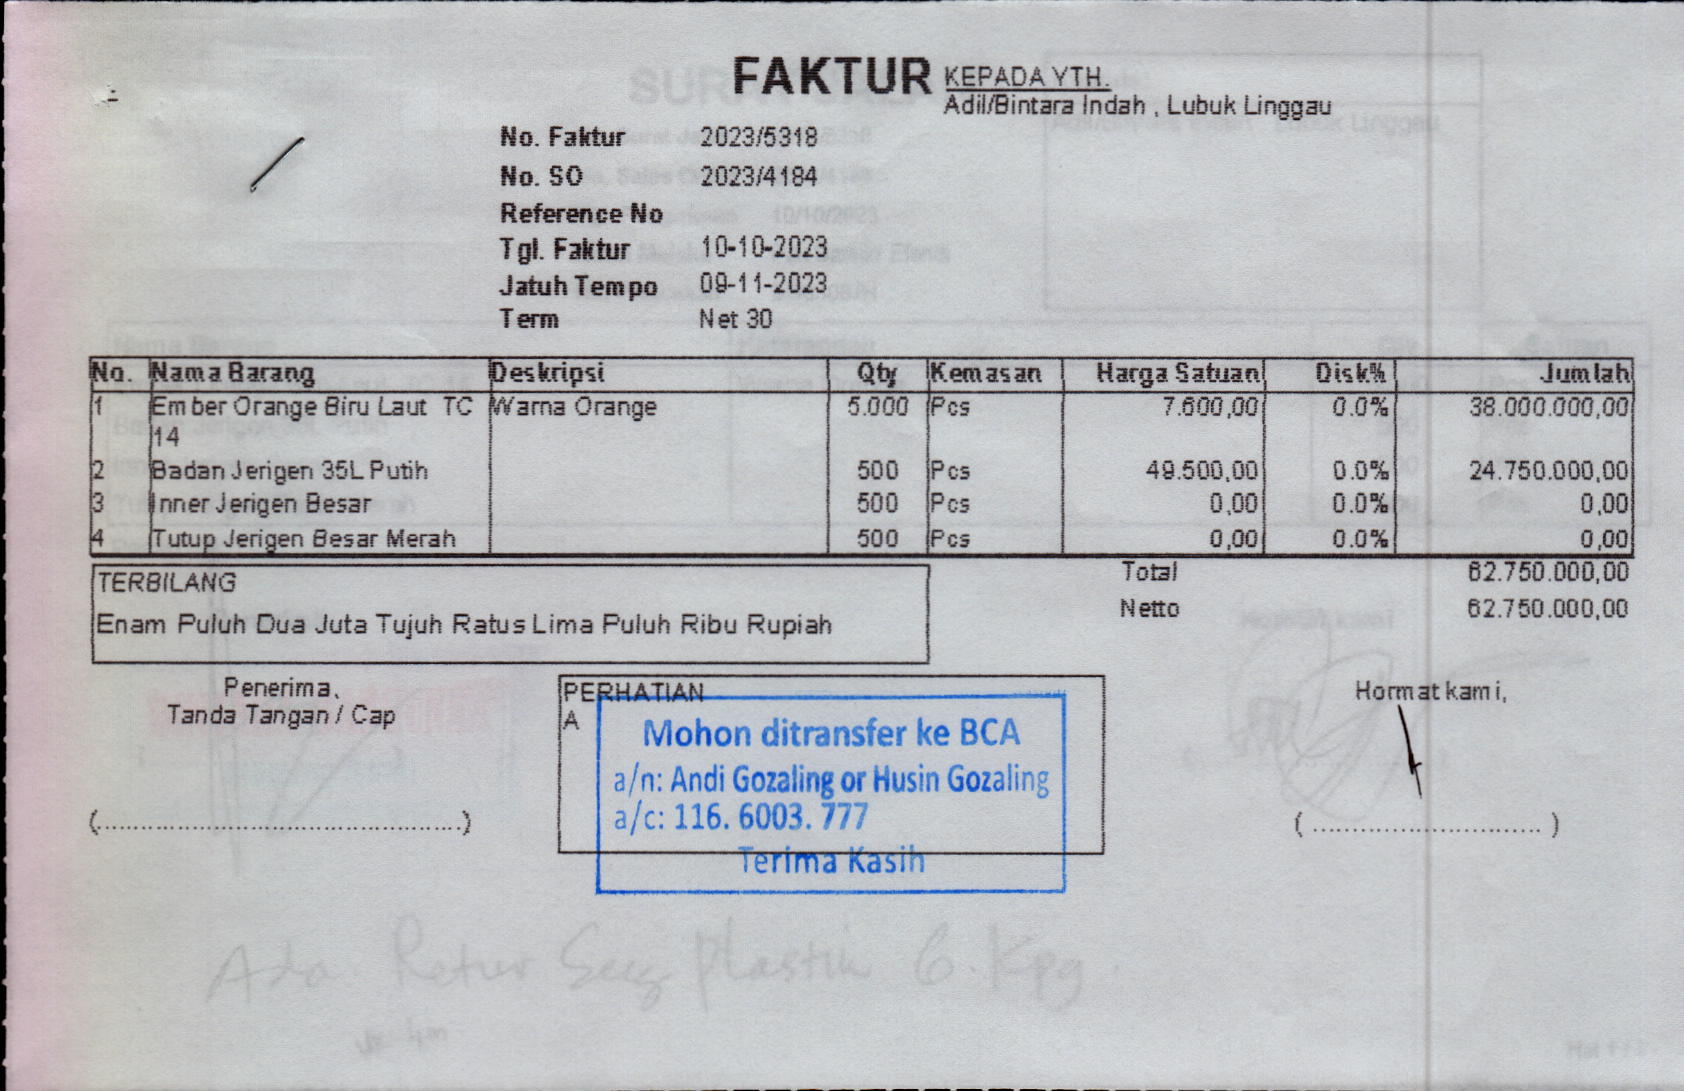 FAKTUR
KEPADA YTH.
Adil/Bintara Indah , Lubuk Linggau
No. Faktur 2023/5318
No. SO 2023/4184
Reference No
Tgl. Faktur 10-10-2023
Jatuh Tempo 09-11-2023
Term Net 30
No. Nama Barang Deskripsi Qty Kemasan Harga Satuan Disk% Jumlah
1 Ember Orange Biru Laut TC Warna Orange 5.000 Pcs 7.600,00 0.0% 38.000.000,00
14
2 Badan Jerigen 35L Putih 500 Pcs 49.500,00 0.0% 24.750.000,00
3 Inner Jerigen Besar 500 Pcs 0,00 0.0% 0,00
4 Tutup Jerigen Besar Merah 500 Pcs 0,00 0.0% 0,00
Total 62.750.000,00
Netto 62.750.000,00
TERBILANG
Enam Puluh Dua Juta Tujuh Ratus Lima Puluh Ribu Rupiah
Penerima,
Tanda Tangan / Cap
(................................................)
PERHATIAN
A
Mohon ditransfer ke BCA
a/n: Andi Gozaling or Husin Gozaling
a/c: 116. 6003. 777
Terima Kasih
Hormat kami,
( ............................. )
Ada Retur Seng plastik 6. Kpg.